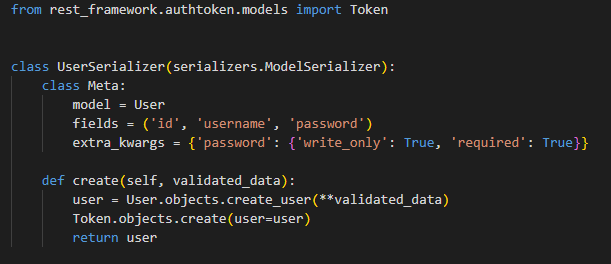 from rest_framework.authtoken.models import Token
class UserSerializer(serializers.ModelSerializer):
    class Meta:
        model = User
        fields = ('id', 'username', 'password')
        extra_kwargs = {'password': {'write_only': True, 'required': True}}
    def create(self, validated_data):
        user = User.objects.create_user(**validated_data)
        Token.objects.create(user=user)
        return user